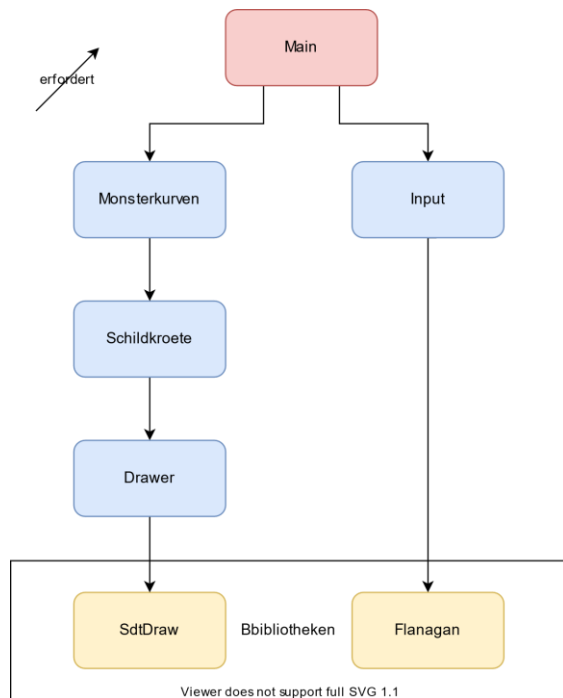 Main
erfordert
Monsterkurven
Input
Schildkroete
Drawer
SdtDraw
Bbibliotheken
Flanagan
Viewer does not support full SVG 1.1